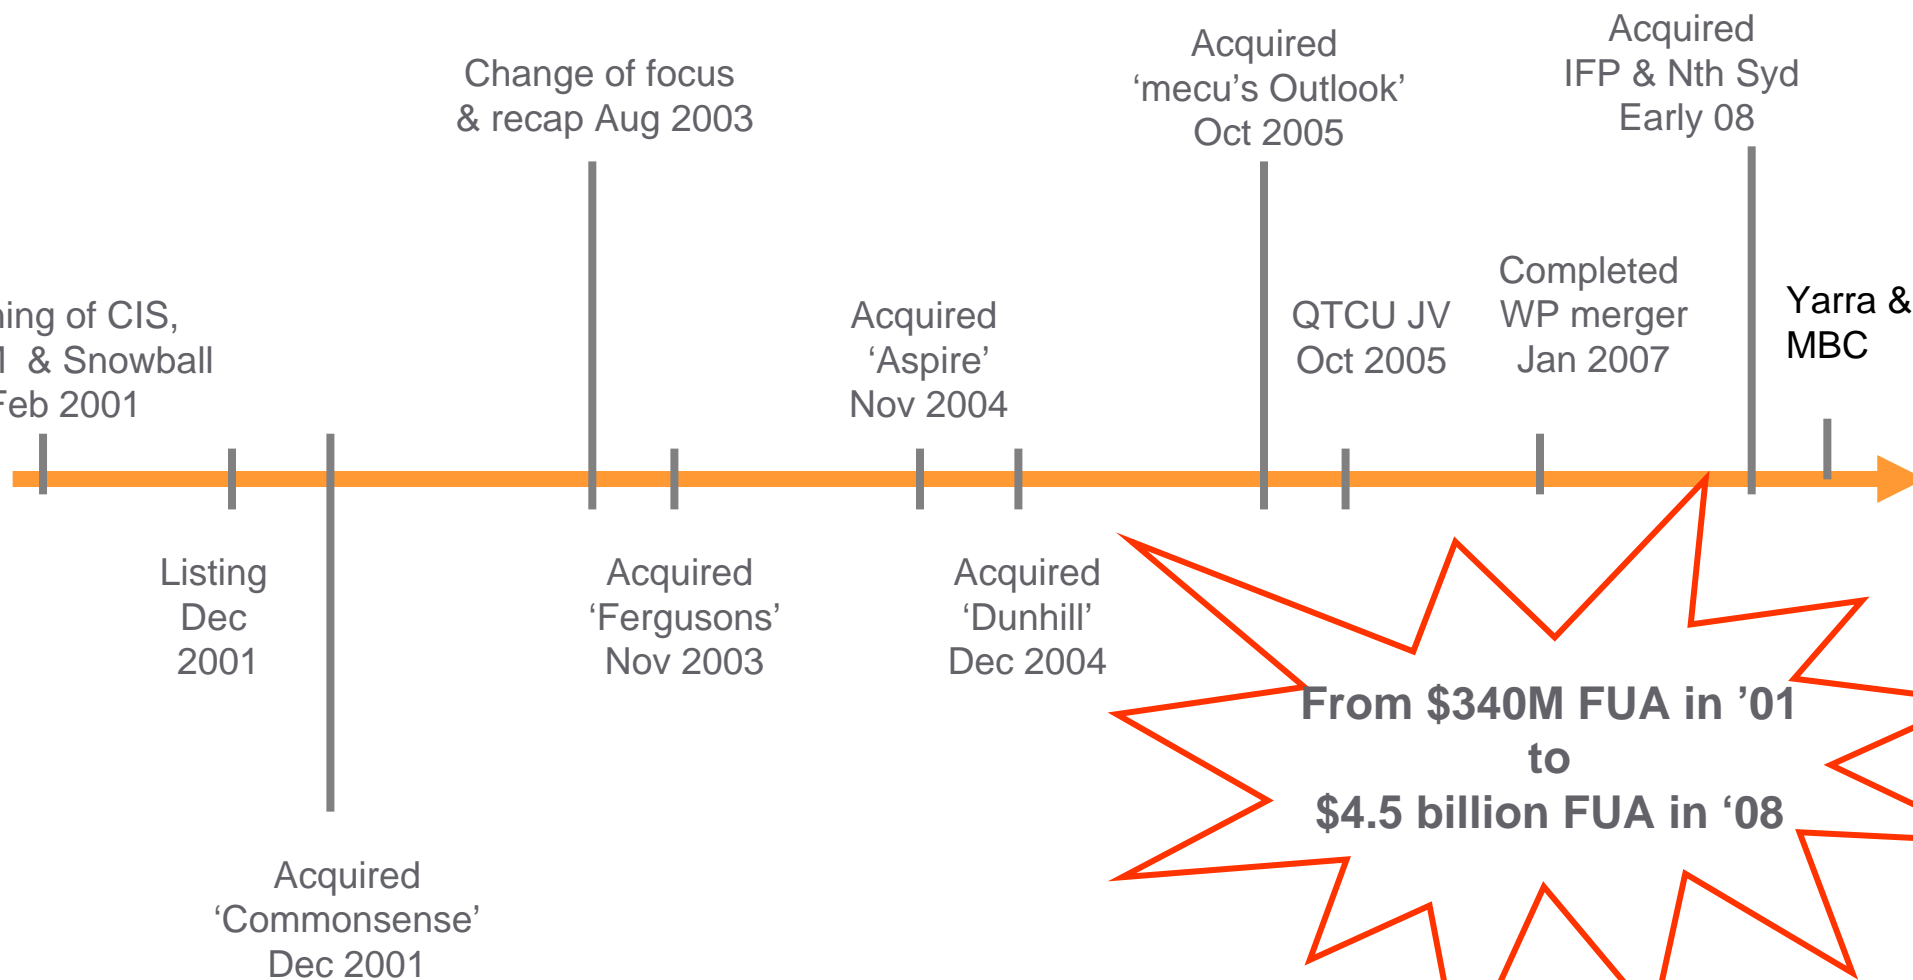 Change of focus
& recap Aug 2003
Acquired
‘mecu’s Outlook’
Oct 2005
Acquired
IFP & Nth Syd
Early 08
of CIS,
& Snowball
Feb 2001
Acquired
‘Aspire’
Nov 2004
QTCU JV
Oct 2005
Completed
WP merger
Jan 2007
Yarra &
MBC
Listing
Dec
2001
Acquired
‘Fergusons’
Nov 2003
Acquired
‘Dunhill’
Dec 2004
Acquired
‘Commonsense’
Dec 2001
From $340M FUA in ’01
to
$4.5 billion FUA in ‘08